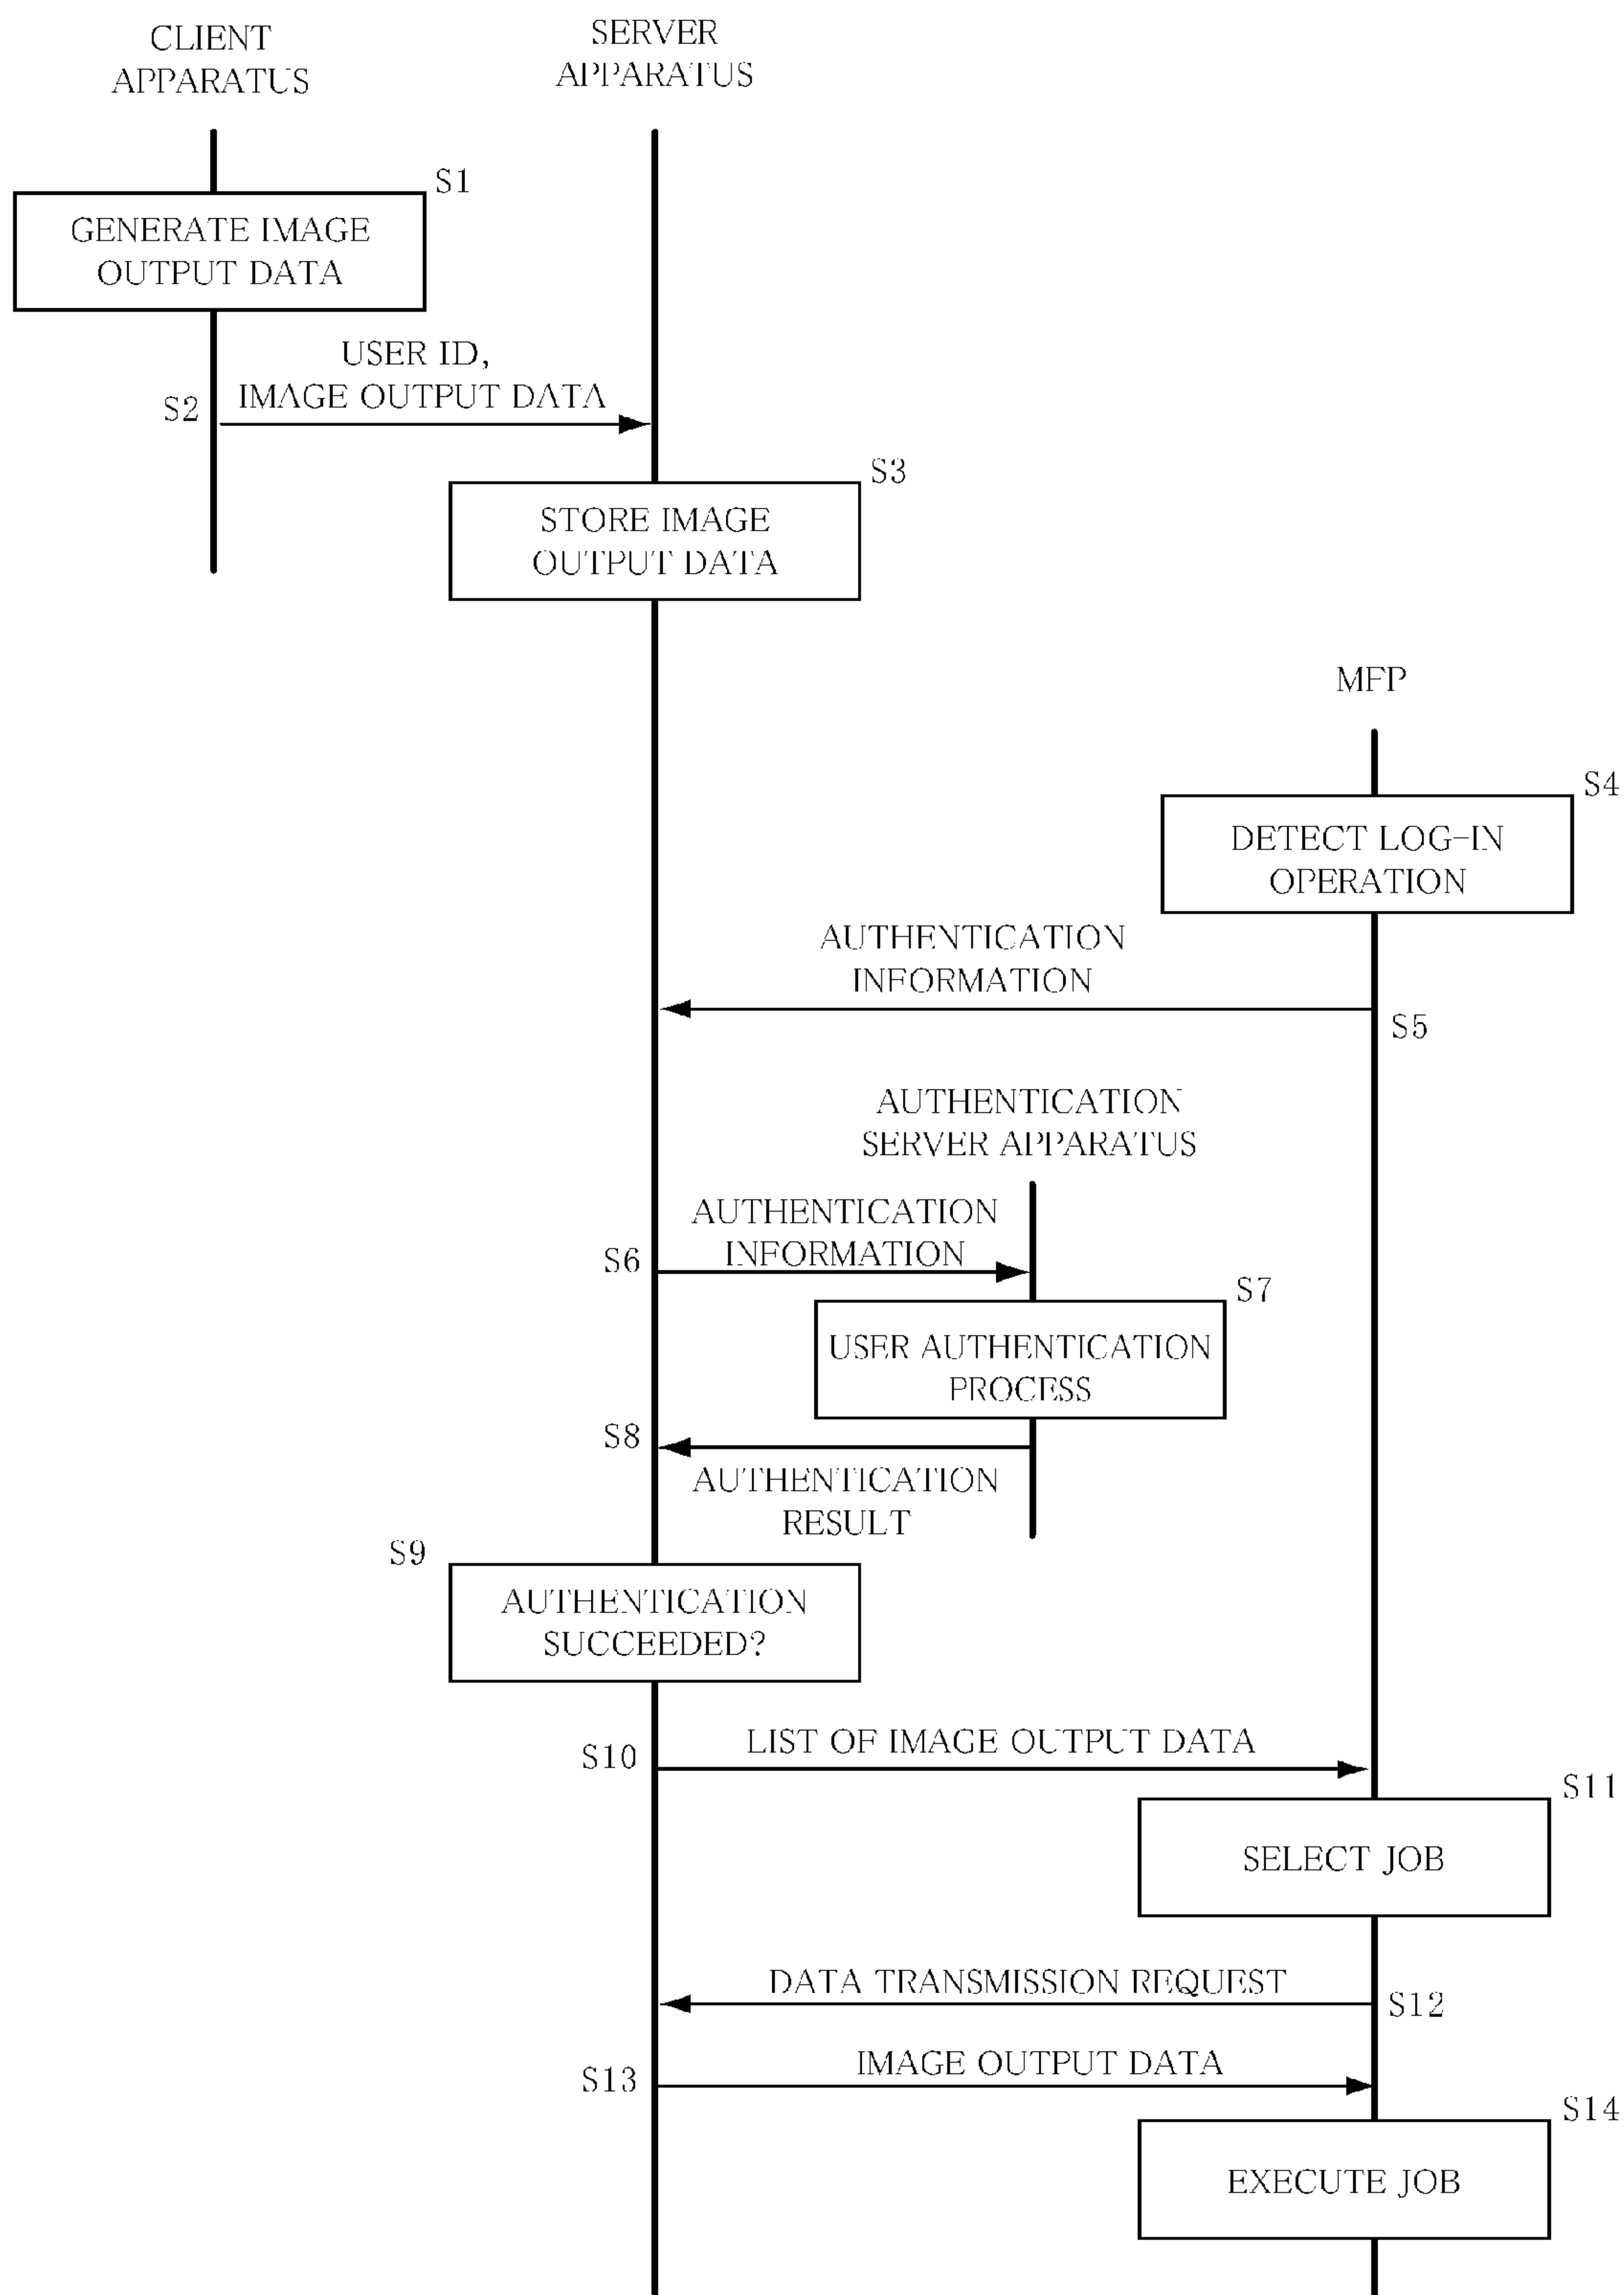 CLIENT
APPARATUS
SERVER
APPARATUS
S1
GENERATE IMAGE
OUTPUT DATA
USER ID,
IMAGE OUTPUT DATA
S2
S3
STORE IMAGE
OUTPUT DATA
MFP
S4
DETECT LOG-IN
OPERATION
AUTHENTICATION
INFORMATION
S5
AUTHENTICATION
SERVER APPARATUS
AUTHENTICATION
INFORMATION
S6
S7
USER AUTHENTICATION
PROCESS
S8
AUTHENTICATION
RESULT
S9
AUTHENTICATION
SUCCEEDED?
LIST OF IMAGE OUTPUT DATA
S10
S11
SELECT JOB
DATA TRANSMISSION REQUEST
S12
IMAGE OUTPUT DATA
S13
S14
EXECUTE JOB